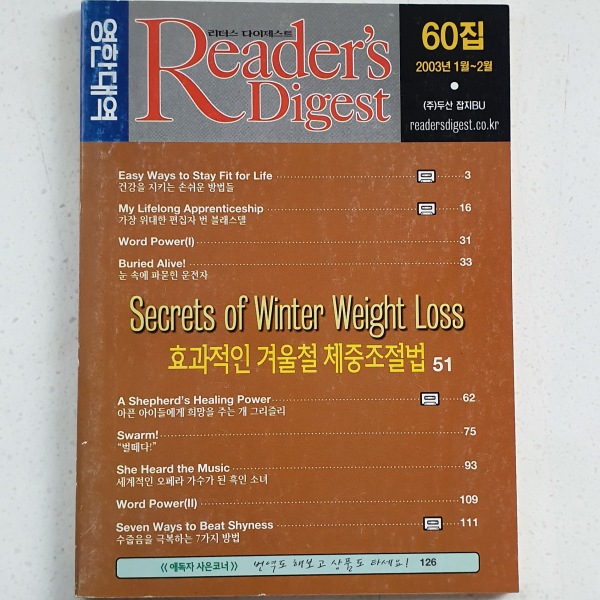 영한대역
리더스 다이제스트
Reader's
Digest
60집
2003년 1월~2월
(주)두산 잡지BU
readersdigest.co.kr
Easy Ways to Stay Fit for Life 3
건강을 지키는 손쉬운 방법들
My Lifelong Apprenticeship 16
가장 위대한 편집자 번 블래스델
Word Power(I) 31
Buried Alive! 33
눈 속에 파묻힌 운전자
Secrets of Winter Weight Loss
효과적인 겨울철 체중조절법 51
A Shepherd's Healing Power 62
아픈 아이들에게 희망을 주는 개 그리즐리
Swarm! 75
"벌떼다!"
She Heard the Music 93
세계적인 오페라 가수가 된 흑인 소녀
Word Power(II) 109
Seven Ways to Beat Shyness 111
수줍음을 극복하는 7가지 방법
《애독자 사은코너》 번역도 해보고 상품도 타세요! 126